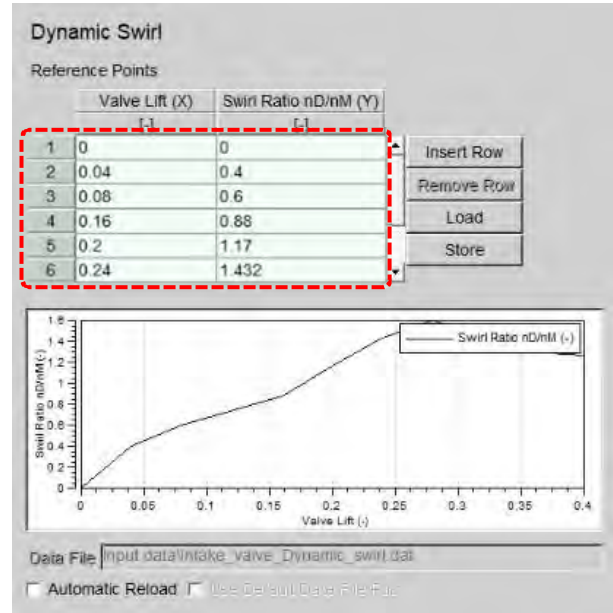 Dynamic Swirl
Reference Points
Valve Lift (X) Swirl Ratio nD/nM (Y)
[-] [-]
1 0 0
2 0.04 0.4
3 0.08 0.6
4 0.16 0.88
5 0.2 1.17
6 0.24 1.432
Insert Row
Remove Row
Load
Store
1.6
1.4
1.2
1
0.8
0.6
0.4
0.2
0
Swirl Ratio nD/nM (-)
Swirl Ratio nD/nM (-)
0 0.05 0.1 0.15 0.2 0.25 0.3 0.35 0.4
Valve Lift (-)
Data File Input data\intake_valve_Dynamic_swirl.dat
Automatic Reload Use Default Data File